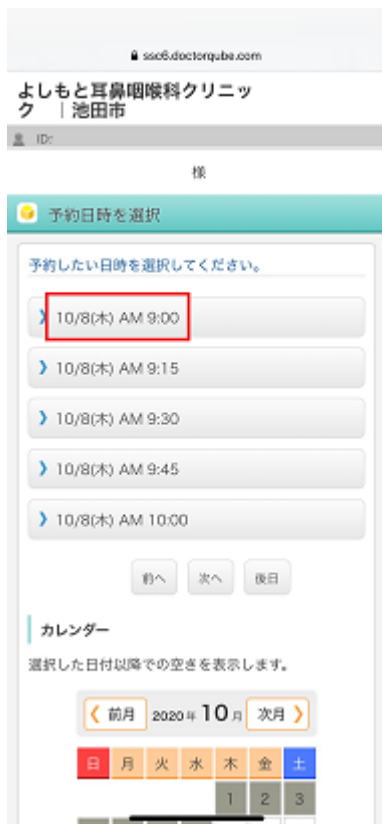 ssc6.doctorqube.com
よしもと耳鼻咽喉科クリニッ
ク ｜池田市
ID:
様
予約日時を選択
予約したい日時を選択してください。
10/8(木) AM 9:00
10/8(木) AM 9:15
10/8(木) AM 9:30
10/8(木) AM 9:45
10/8(木) AM 10:00
前へ 次へ 後日
カレンダー
選択した日付以降での空きを表示します。
前月 2020年10月 次月
日 月 火 水 木 金 土
1 2 3